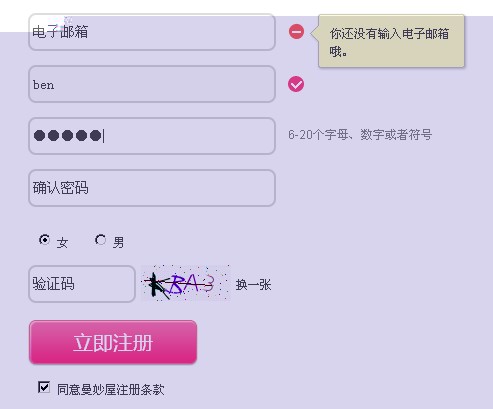 电子邮箱
你还没有输入电子邮箱
哦。
ben
●●●●●
6-20个字母、数字或者符号
确认密码
女 男
验证码 KRA3 换一张
立即注册
同意曼妙屋注册条款